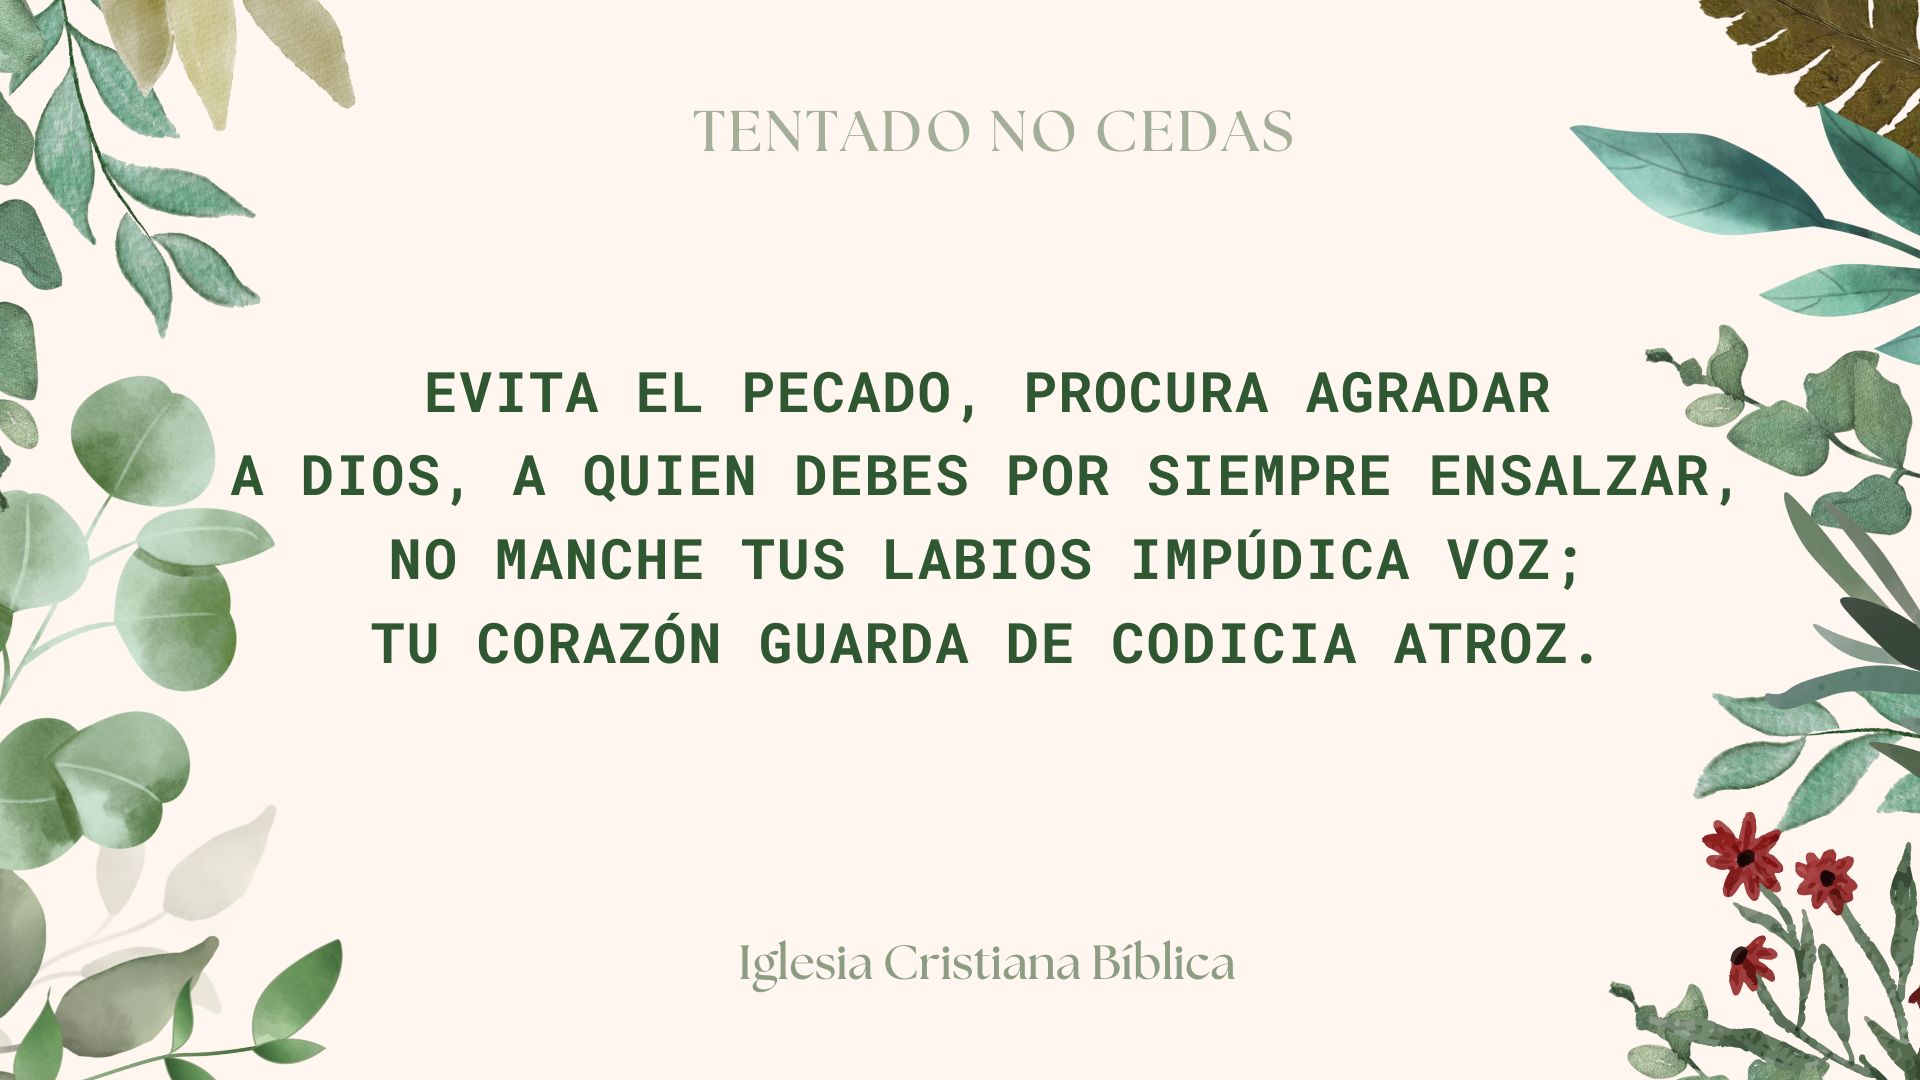 TENTADO NO CEDAS
EVITA EL PECADO, PROCURA AGRADAR
A DIOS, A QUIEN DEBES POR SIEMPRE ENSALZAR,
NO MANCHE TUS LABIOS IMPÚDICA VOZ;
TU CORAZÓN GUARDA DE CODICIA ATROZ.
Iglesia Cristiana Bíblica